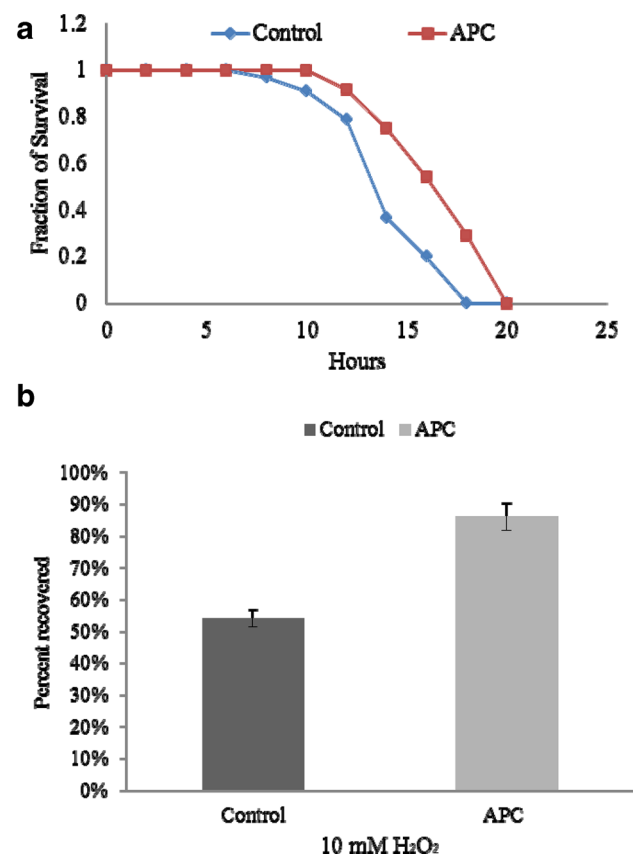 a
Control APC
Fraction of Survival
1.2
1
0.8
0.6
0.4
0.2
0
0 5 10 15 20 25
Hours
b
Control APC
Percent recovered
100%
90%
80%
70%
60%
50%
40%
30%
20%
10%
0%
Control APC
10 mM H₂O₂